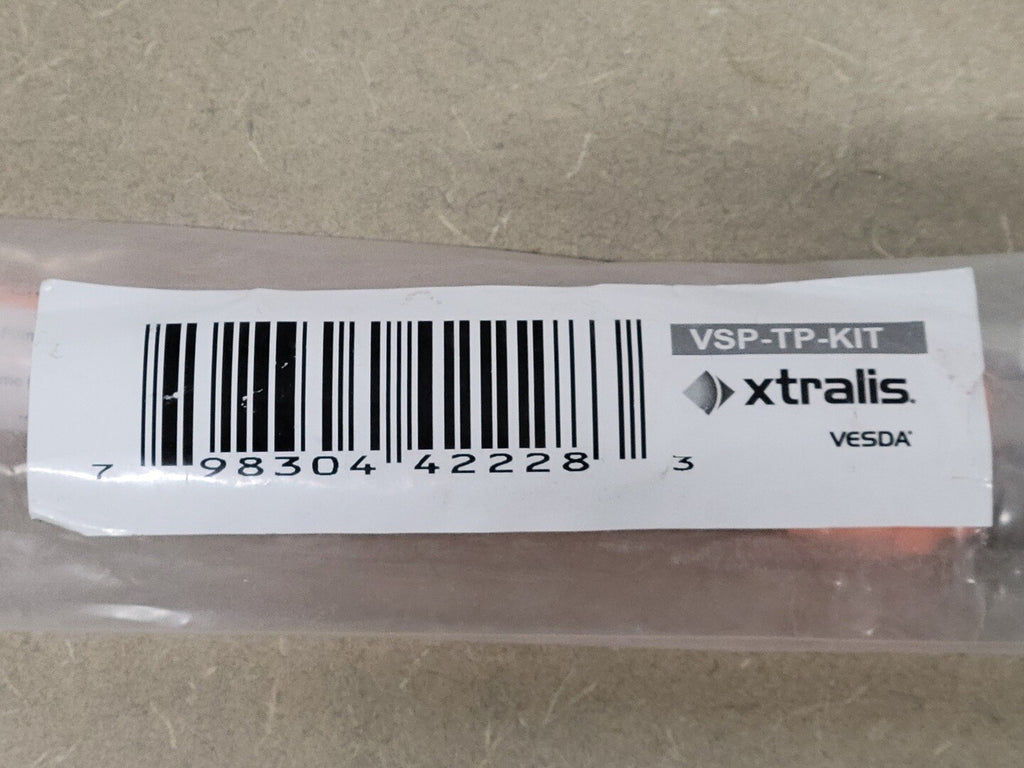 VSP-TP-KIT
xtralis.
VESDA
7 98304 42228 3